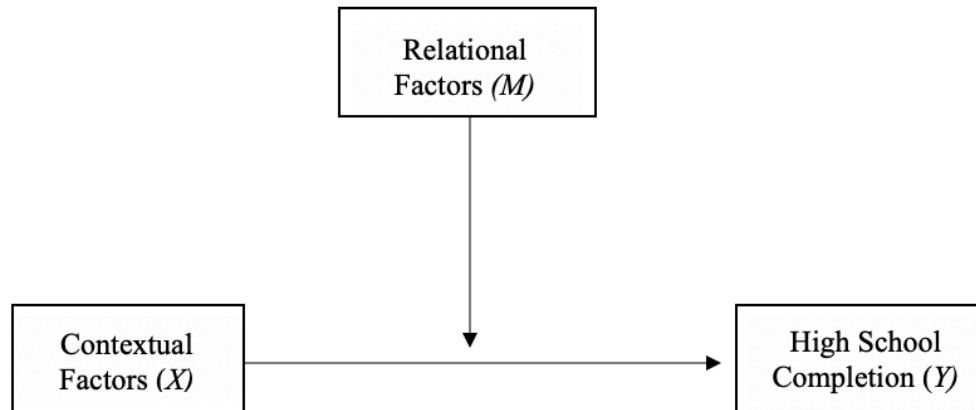 Relational
Factors (M)
Contextual
Factors (X)
High School
Completion (Y)